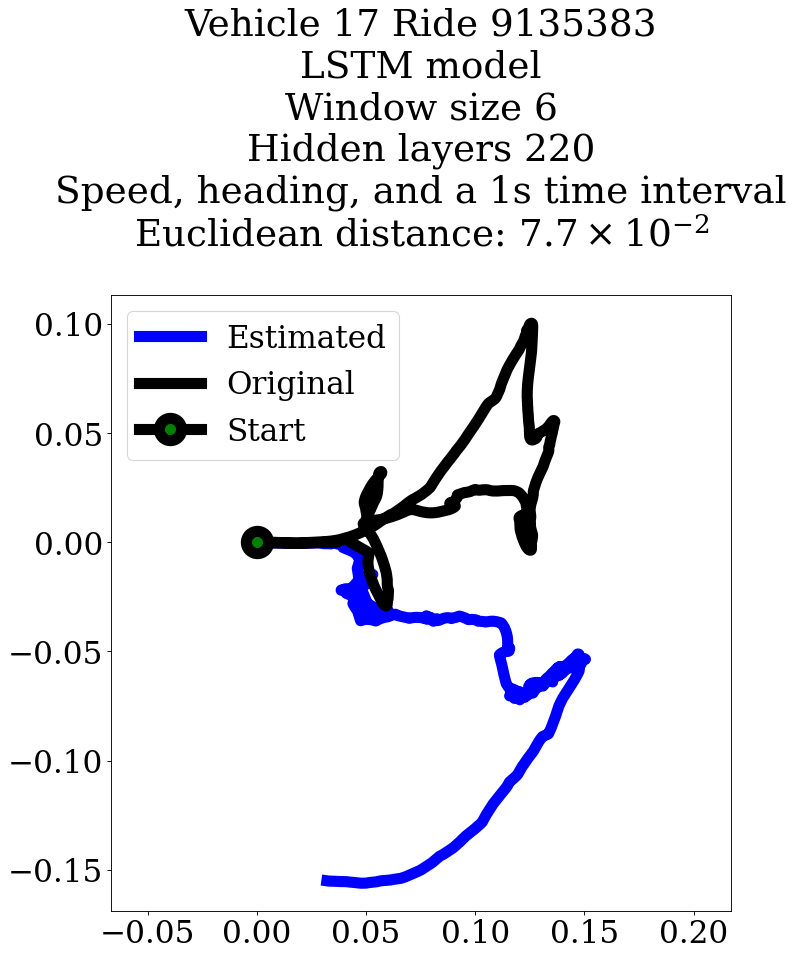 Vehicle 17 Ride 9135383
LSTM model
Window size 6
Hidden layers 220
Speed, heading, and a 1s time interval
Euclidean distance: 7.7 × 10⁻²
Estimated
Original
Start
0.10
0.05
0.00
−0.05
−0.10
−0.15
−0.05 0.00 0.05 0.10 0.15 0.20